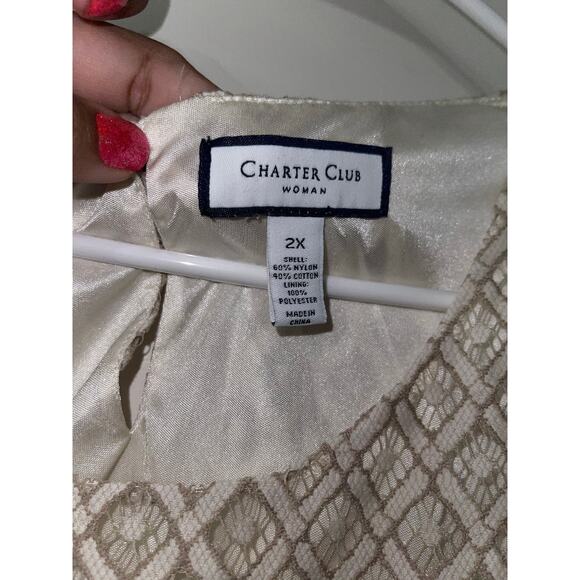 CHARTER CLUB
WOMAN
2X
SHELL:
60% NYLON
40% COTTON
LINING:
100%
POLYESTER
MADE IN
CHINA